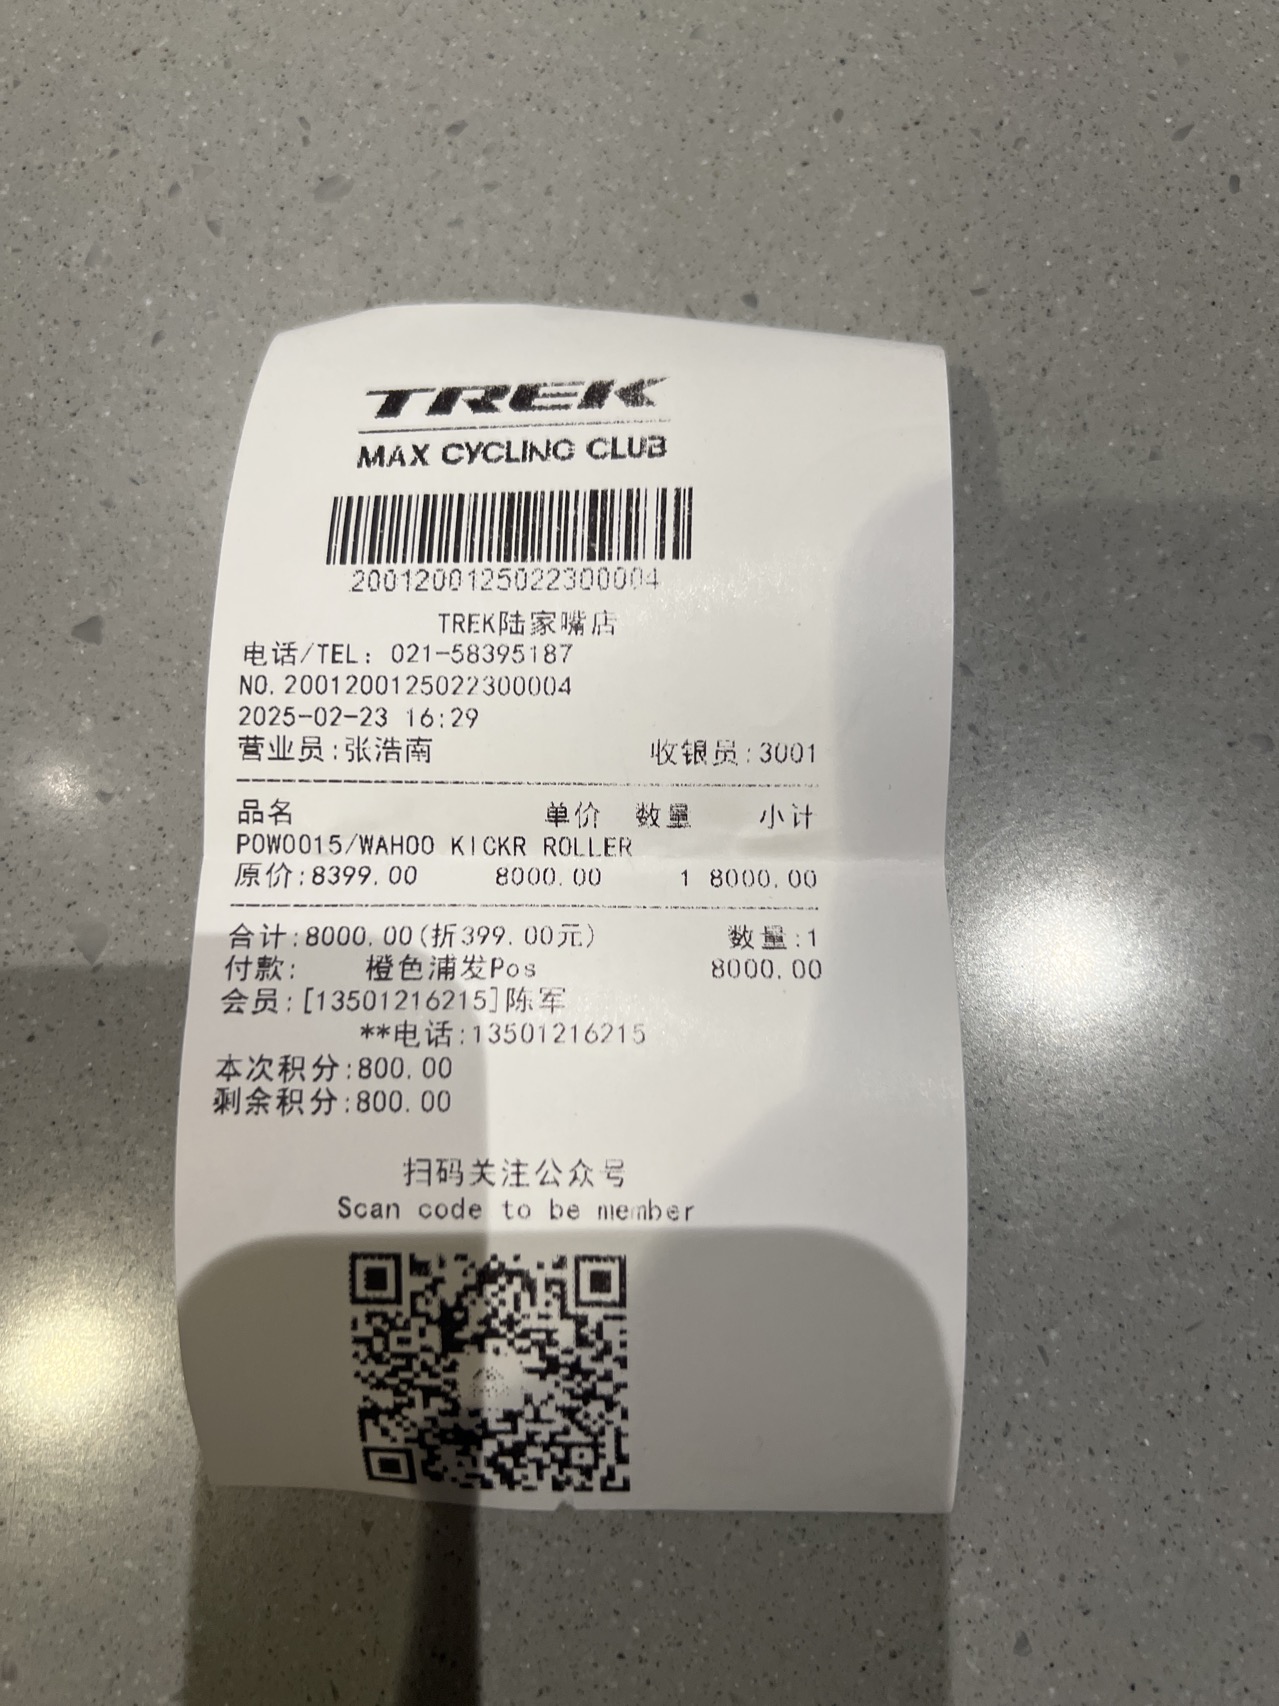 TREK
MAX CYCLING CLUB
2001200125022300004
TREK陆家嘴店
电话/TEL: 021-58395187
NO.2001200125022300004
2025-02-23 16:29
营业员:张浩南 收银员:3001
品名 单价 数量 小计
POW0015/WAHOO KICKR ROLLER
原价:8399.00 8000.00 1 8000.00
合计:8000.00(折399.00元) 数量:1
付款: 橙色浦发Pos 8000.00
会员:[13501216215]陈军
**电话:13501216215
本次积分:800.00
剩余积分:800.00
扫码关注公众号
Scan code to be member